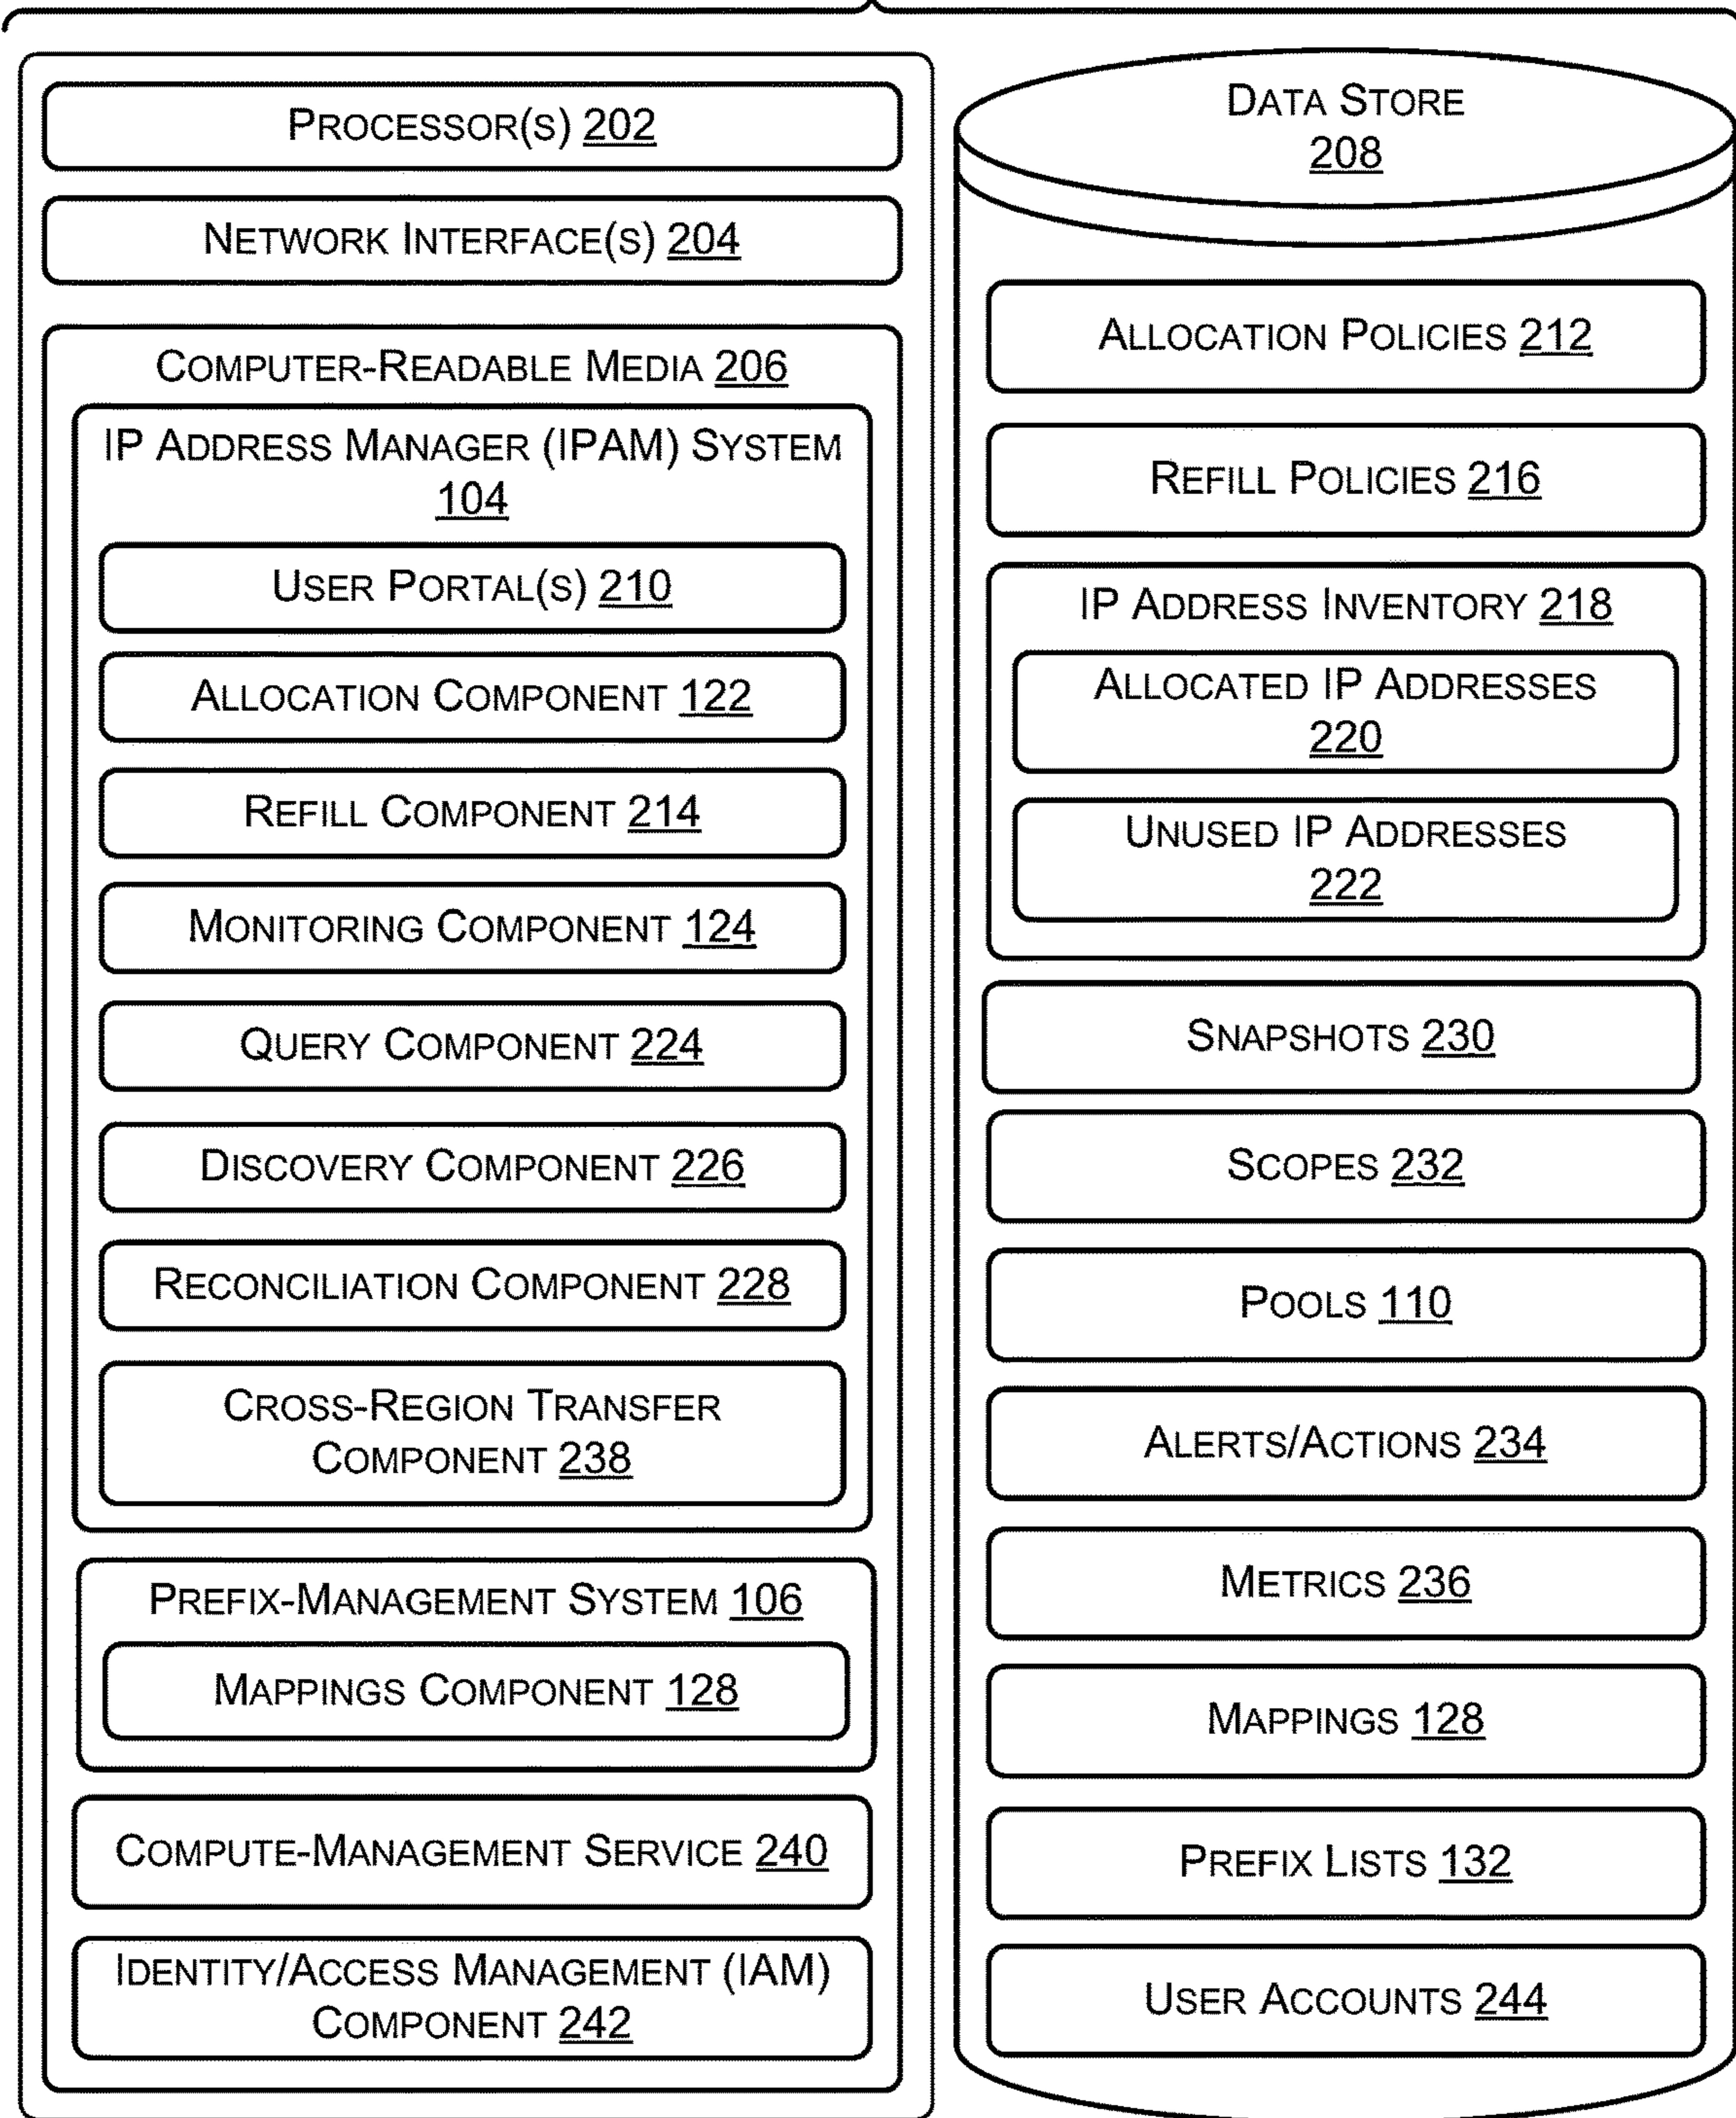 PROCESSOR(S) 202
NETWORK INTERFACE(S) 204
COMPUTER-READABLE MEDIA 206
IP ADDRESS MANAGER (IPAM) SYSTEM
104
USER PORTAL(S) 210
ALLOCATION COMPONENT 122
REFILL COMPONENT 214
MONITORING COMPONENT 124
QUERY COMPONENT 224
DISCOVERY COMPONENT 226
RECONCILIATION COMPONENT 228
CROSS-REGION TRANSFER
COMPONENT 238
PREFIX-MANAGEMENT SYSTEM 106
MAPPINGS COMPONENT 128
COMPUTE-MANAGEMENT SERVICE 240
IDENTITY/ACCESS MANAGEMENT (IAM)
COMPONENT 242
DATA STORE
208
ALLOCATION POLICIES 212
REFILL POLICIES 216
IP ADDRESS INVENTORY 218
ALLOCATED IP ADDRESSES
220
UNUSED IP ADDRESSES
222
SNAPSHOTS 230
SCOPES 232
POOLS 110
ALERTS/ACTIONS 234
METRICS 236
MAPPINGS 128
PREFIX LISTS 132
USER ACCOUNTS 244